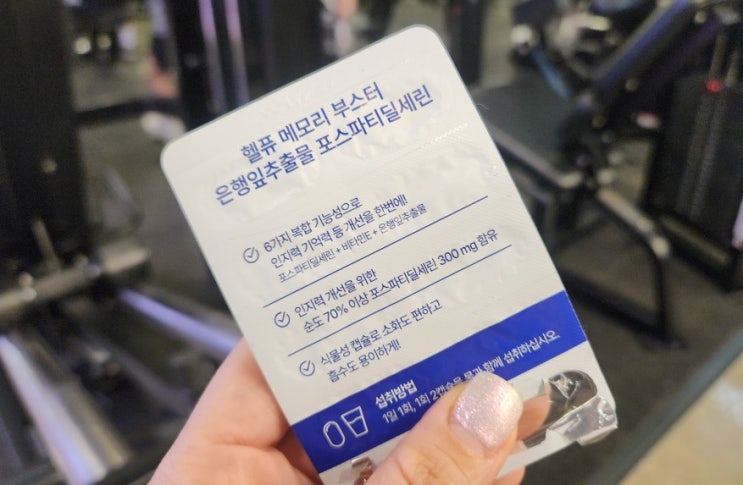 헬퓨 메모리 부스터
은행잎추출물 포스파티딜세린
6가지 복합 기능성으로
인지력 기억력 등 개선을 한번에!
포스파티딜세린 + 비타민E + 은행잎추출물
인지력 개선을 위한
순도 70% 이상 포스파티딜세린 300 mg 함유
식물성 캡슐로 소화도 편하고
흡수도 용이하게!
섭취방법
1일 1회, 1회 2캡슐을 물과 함께 섭취하십시오.